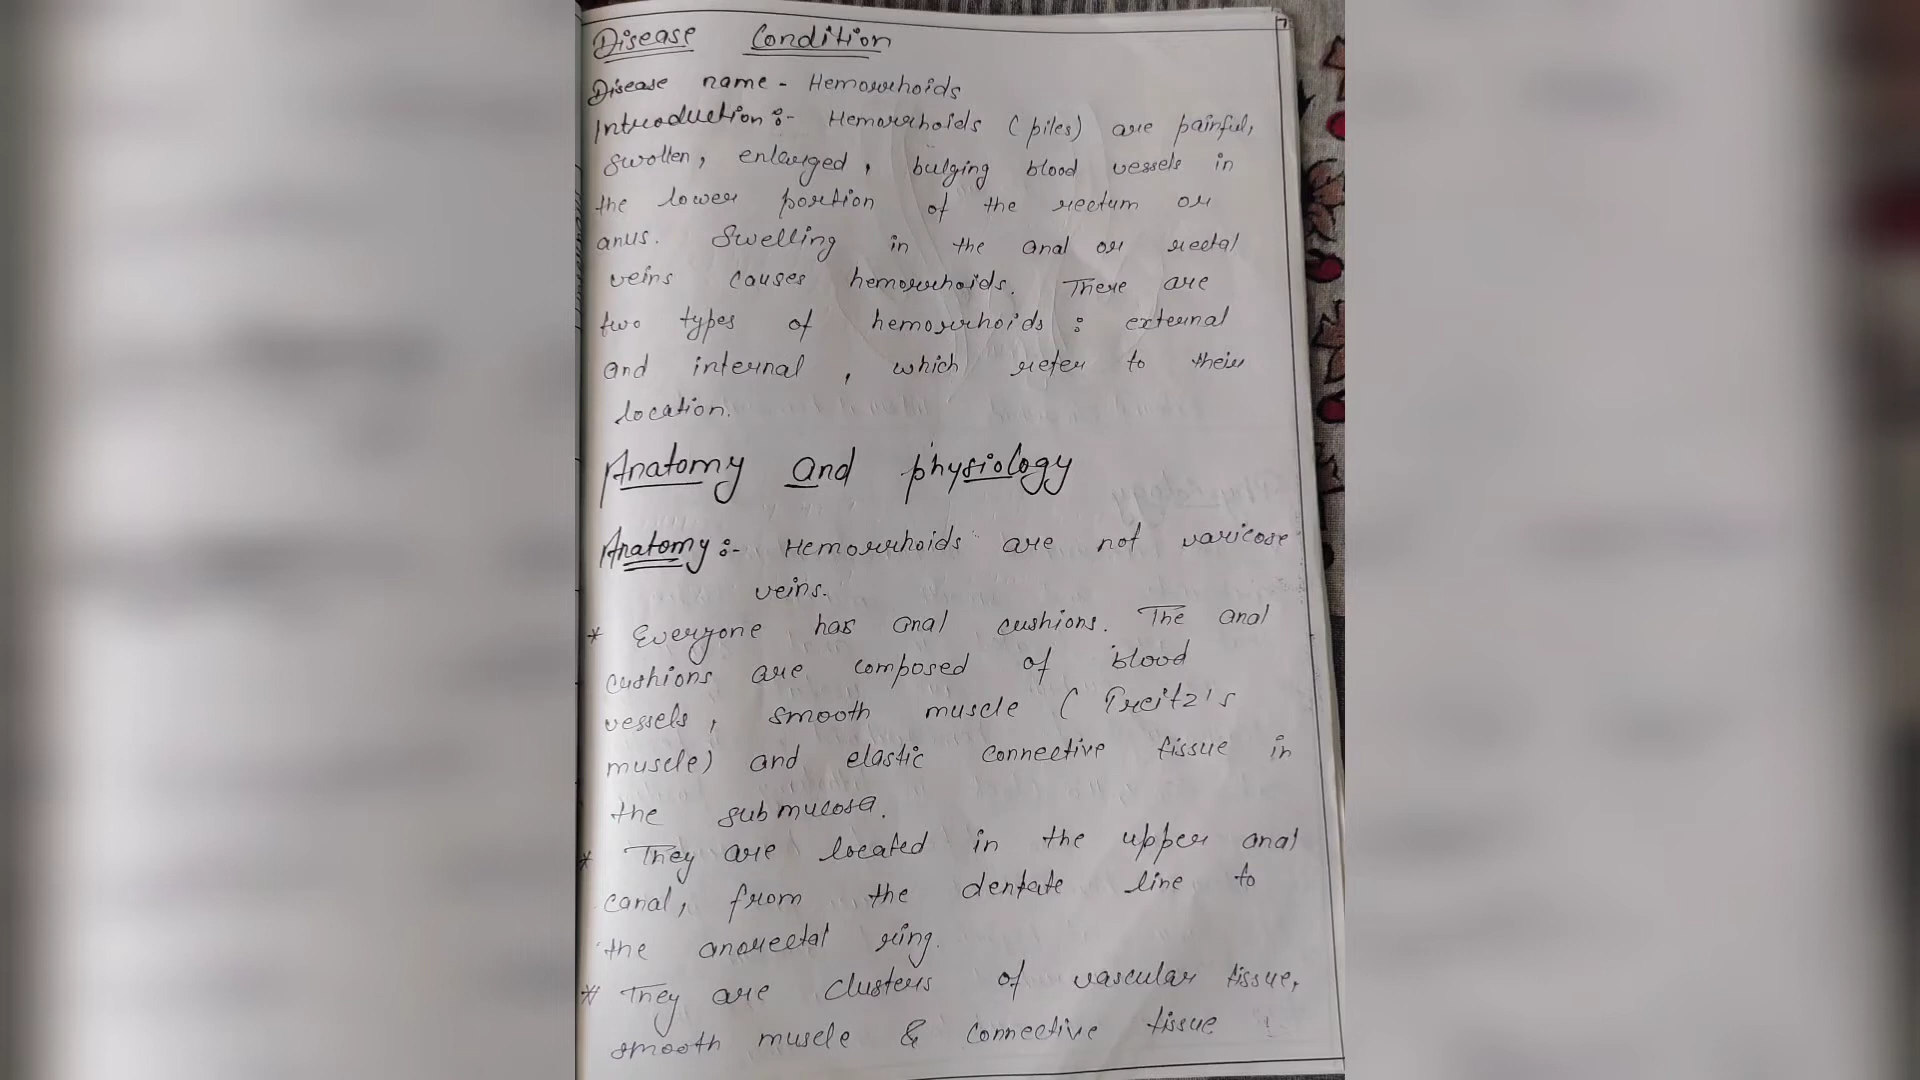 Disease Condition
Disease name - Hemorrhoids
Introduction :- Hemorrhoids (piles) are painful,
swollen, enlarged, bulging blood vessels in
the lower portion of the rectum or
anus. Swelling in the anal or rectal
veins causes hemorrhoids. There are
two types of hemorrhoids : external
and internal, which refer to their
location.
Anatomy and physiology
Anatomy :- Hemorrhoids are not varicose
veins.
* Everyone has anal cushions. The anal
cushions are composed of blood
vessels, smooth muscle ( Treitz's
muscle) and elastic connective tissue in
the submucosa.
* They are located in the upper anal
canal, from the dentate line to
the anorectal ring.
* They are clusters of vascular tissue,
smooth muscle & connective tissue